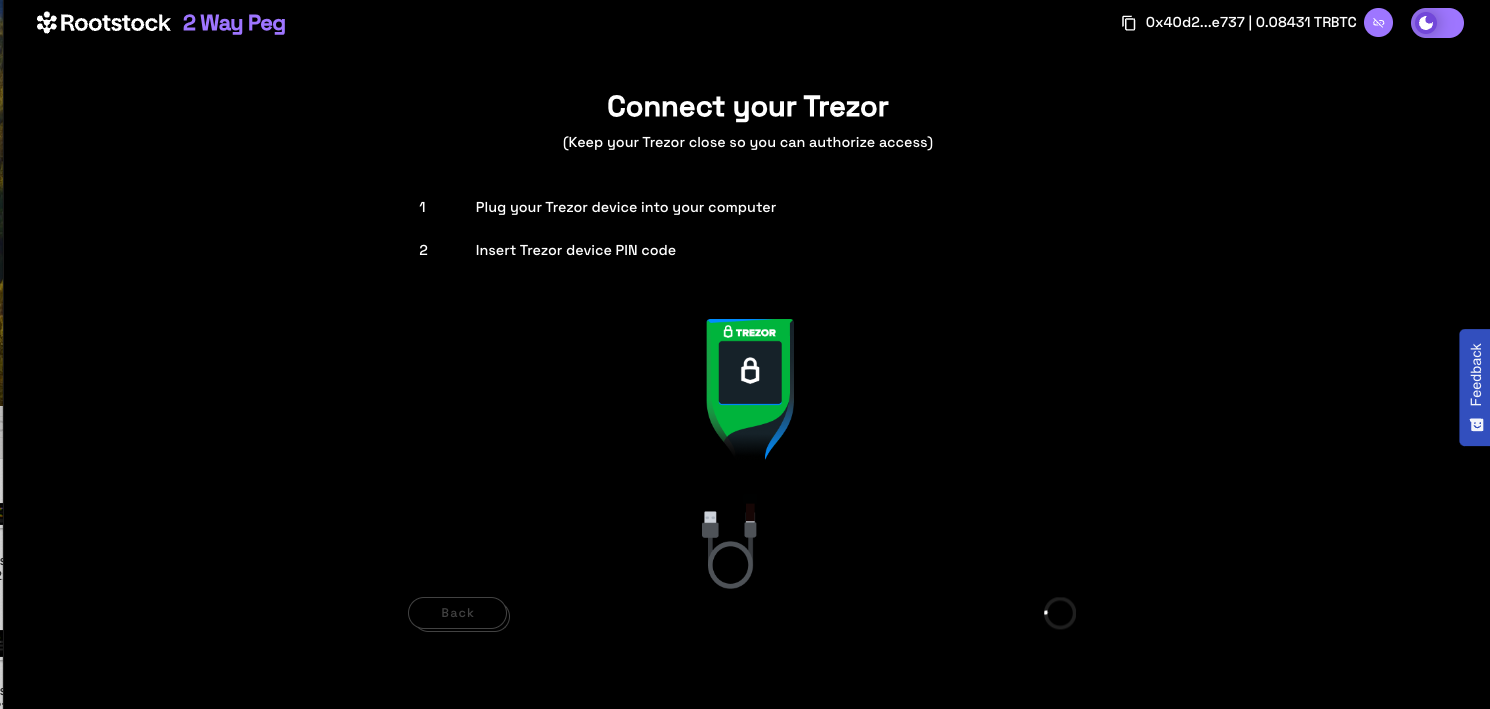 Rootstock 2 Way Peg
0x40d2...e737 | 0.08431 TRBTC
Connect your Trezor
(Keep your Trezor close so you can authorize access)
1 Plug your Trezor device into your computer
2 Insert Trezor device PIN code
TREZOR
Feedback
Back